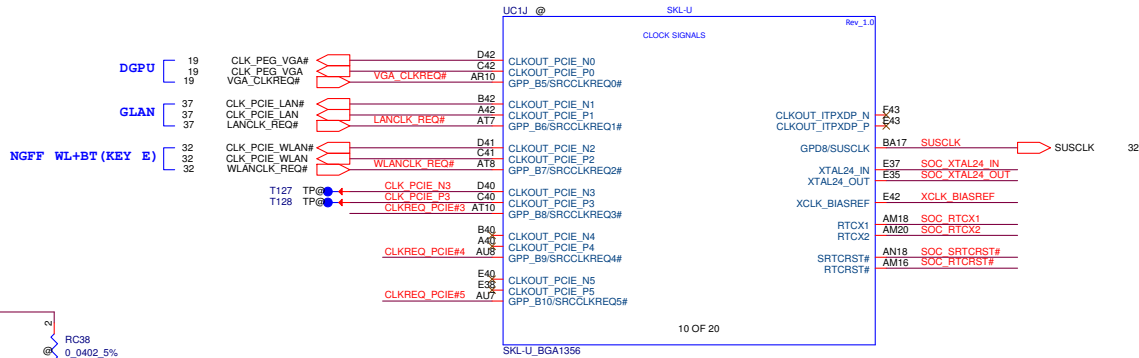 UC1J @ SKL-U
Rev_1.0
CLOCK SIGNALS
DGPU
19 CLK_PEG_VGA# D42 CLKOUT_PCIE_N0
19 CLK_PEG_VGA C42 CLKOUT_PCIE_P0
19 VGA_CLKREQ# VGA_CLKREQ# AR10 GPP_B5/SRCCLKREQ0#
GLAN
37 CLK_PCIE_LAN# B42 CLKOUT_PCIE_N1
37 CLK_PCIE_LAN A42 CLKOUT_PCIE_P1
37 LANCLK_REQ# LANCLK_REQ# AT7 GPP_B6/SRCCLKREQ1#
NGFF WL+BT(KEY E)
32 CLK_PCIE_WLAN# D41 CLKOUT_PCIE_N2
32 CLK_PCIE_WLAN C41 CLKOUT_PCIE_P2
32 WLANCLK_REQ# WLANCLK_REQ# AT8 GPP_B7/SRCCLKREQ2#
T127 TP@ CLK_PCIE_N3 D40 CLKOUT_PCIE_N3
T128 TP@ CLK_PCIE_P3 C40 CLKOUT_PCIE_P3
CLKREQ_PCIE#3 AT10 GPP_B8/SRCCLKREQ3#
B40 CLKOUT_PCIE_N4
A40 CLKOUT_PCIE_P4
CLKREQ_PCIE#4 AU8 GPP_B9/SRCCLKREQ4#
E40 CLKOUT_PCIE_N5
E38 CLKOUT_PCIE_P5
CLKREQ_PCIE#5 AU7 GPP_B10/SRCCLKREQ5#
CLKOUT_ITPXDP_N F43
CLKOUT_ITPXDP_P E43
GPD8/SUSCLK BA17 SUSCLK SUSCLK 32
XTAL24_IN E37 SOC_XTAL24_IN
XTAL24_OUT E35 SOC_XTAL24_OUT
XCLK_BIASREF E42 XCLK_BIASREF
RTCX1 AM18 SOC_RTCX1
RTCX2 AM20 SOC_RTCX2
SRTCRST# AN18 SOC_SRTCRST#
RTCRST# AM16 SOC_RTCRST#
10 OF 20
SKL-U_BGA1356
2
RC38
@ 0_0402_5%